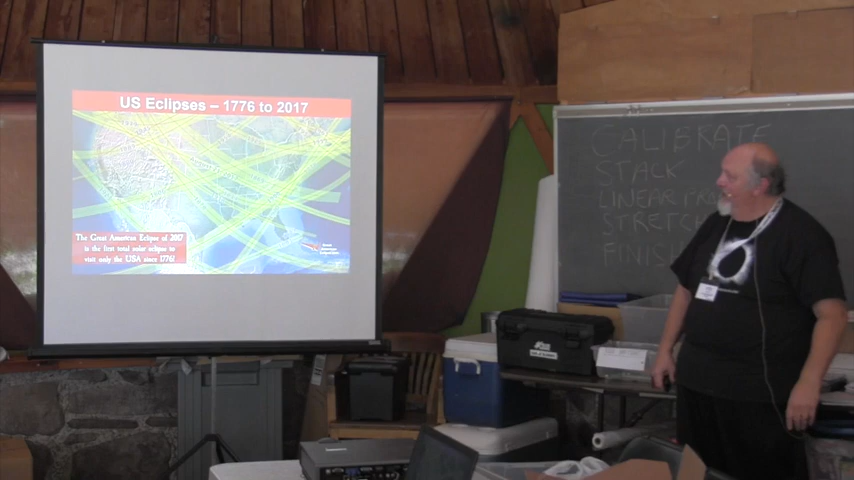 US Eclipses – 1776 to 2017
The Great American Eclipse of 2017
is the first total solar eclipse to
visit only the USA since 1776!
CALIBRATE
STACK
LINEAR
STRETCH
FINISH